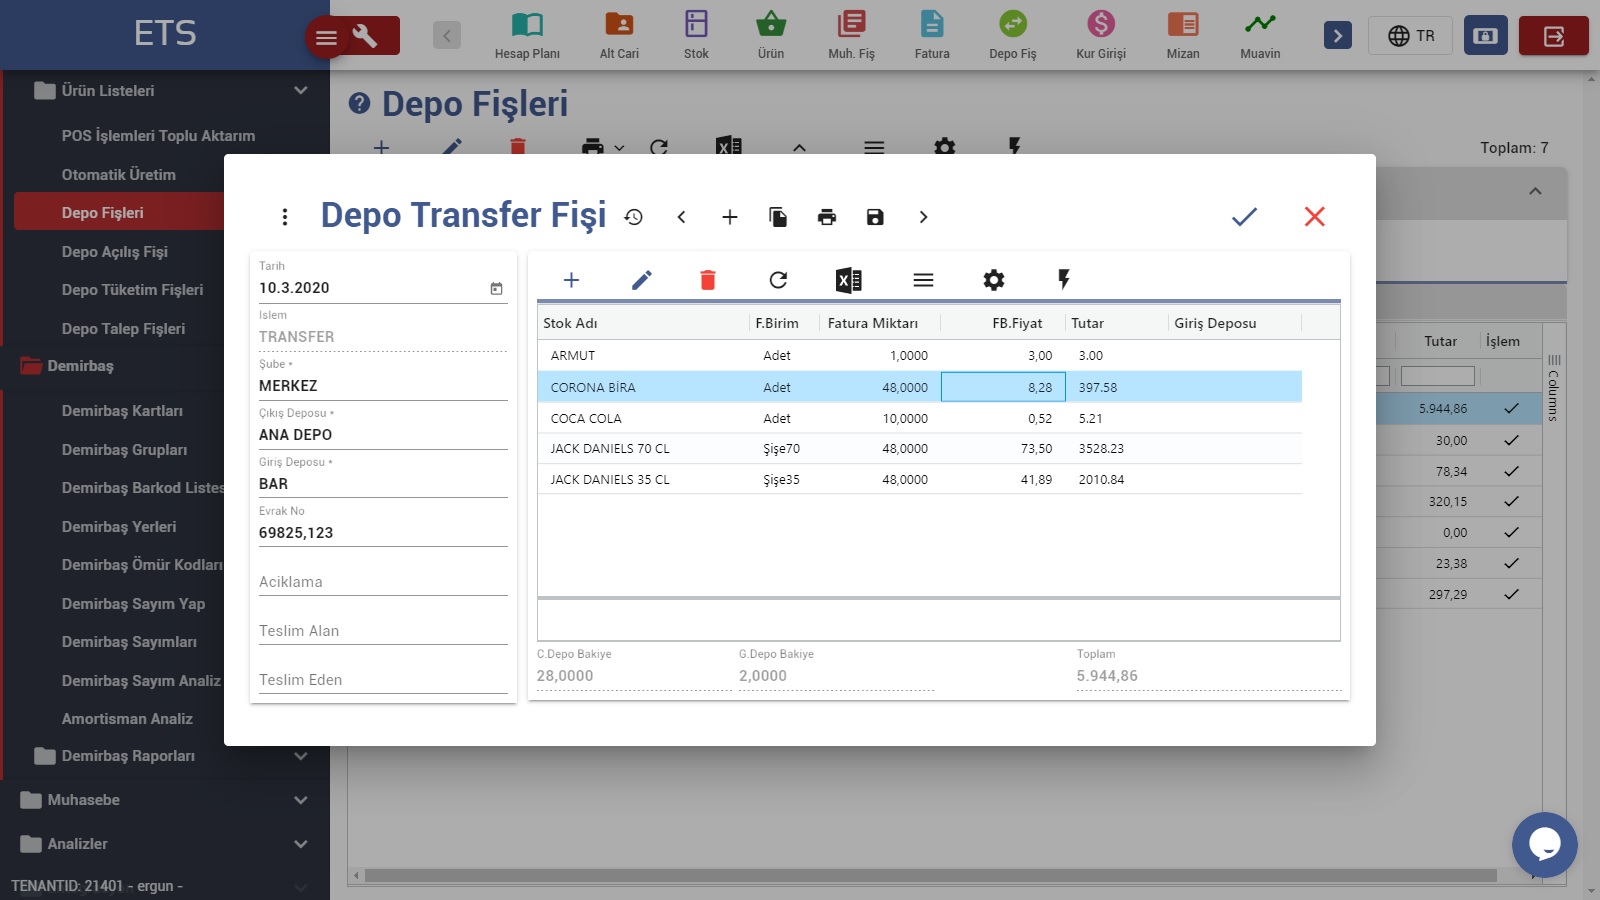 ETS
Hesap Planı
Alt Cari
Stok
Ürün
Muh. Fiş
Fatura
Depo Fiş
Kur Girişi
Mizan
Muavin
TR
Ürün Listeleri
POS İşlemleri Toplu Aktarım
Otomatik Üretim
Depo Fişleri
Depo Açılış Fişi
Depo Tüketim Fişleri
Depo Talep Fişleri
Demirbaş
Demirbaş Kartları
Demirbaş Grupları
Demirbaş Barkod Listes
Demirbaş Yerleri
Demirbaş Ömür Kodları
Demirbaş Sayım Yap
Demirbaş Sayımları
Demirbaş Sayım Analiz
Amortisman Analiz
Demirbaş Raporları
Muhasebe
Analizler
TENANTID: 21401 - ergun -
Depo Fişleri
Toplam: 7
Depo Transfer Fişi
Tarih
10.3.2020
Islem
TRANSFER
Şube *
MERKEZ
Çıkış Deposu *
ANA DEPO
Giriş Deposu *
BAR
Evrak No
69825,123
Aciklama
Teslim Alan
Teslim Eden
Stok Adı F.Birim Fatura Miktarı FB.Fiyat Tutar Giriş Deposu
ARMUT Adet 1,0000 3,00 3.00
CORONA BİRA Adet 48,0000 8,28 397.58
COCA COLA Adet 10,0000 0,52 5.21
JACK DANIELS 70 CL Şişe70 48,0000 73,50 3528.23
JACK DANIELS 35 CL Şişe35 48,0000 41,89 2010.84
C.Depo Bakiye G.Depo Bakiye Toplam
28,0000 2,0000 5.944,86
Tutar İşlem
5.944,86
30,00
78,34
320,15
0,00
23,38
297,29
Columns